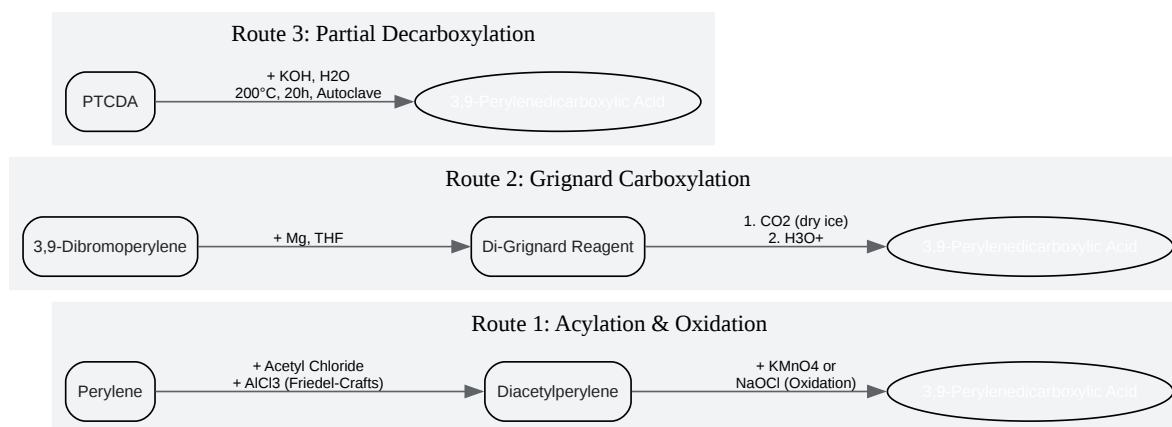 Route 3: Partial Decarboxylation
PTCDA
+ KOH, H2O
200°C, 20h, Autoclave
3,9-Perylenedicarboxylic Acid
Route 2: Grignard Carboxylation
3,9-Dibromoperylene
+ Mg, THF
Di-Grignard Reagent
1. CO2 (dry ice)
2. H3O+
3,9-Perylenedicarboxylic Acid
Route 1: Acylation & Oxidation
Perylene
+ Acetyl Chloride
+ AlCl3 (Friedel-Crafts)
Diacetylperylene
+ KMnO4 or
NaOCl (Oxidation)
3,9-Perylenedicarboxylic Acid